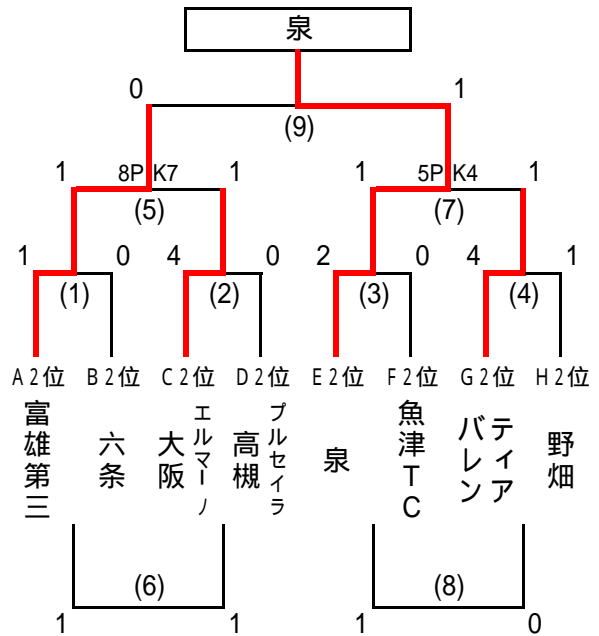 泉
0 1
(9)
1 8P K7 1 1 5P K4 1
(5) (7)
1 0 4 0 2 0 4 1
(1) (2) (3) (4)
A2位 B2位 C2位 D2位 E2位 F2位 G2位 H2位
富雄第三
六条
大阪エルマーノ
高槻プルセイラ
泉
魚津TC
バレンティア
野畑
(6) (8)
1 1 1 0